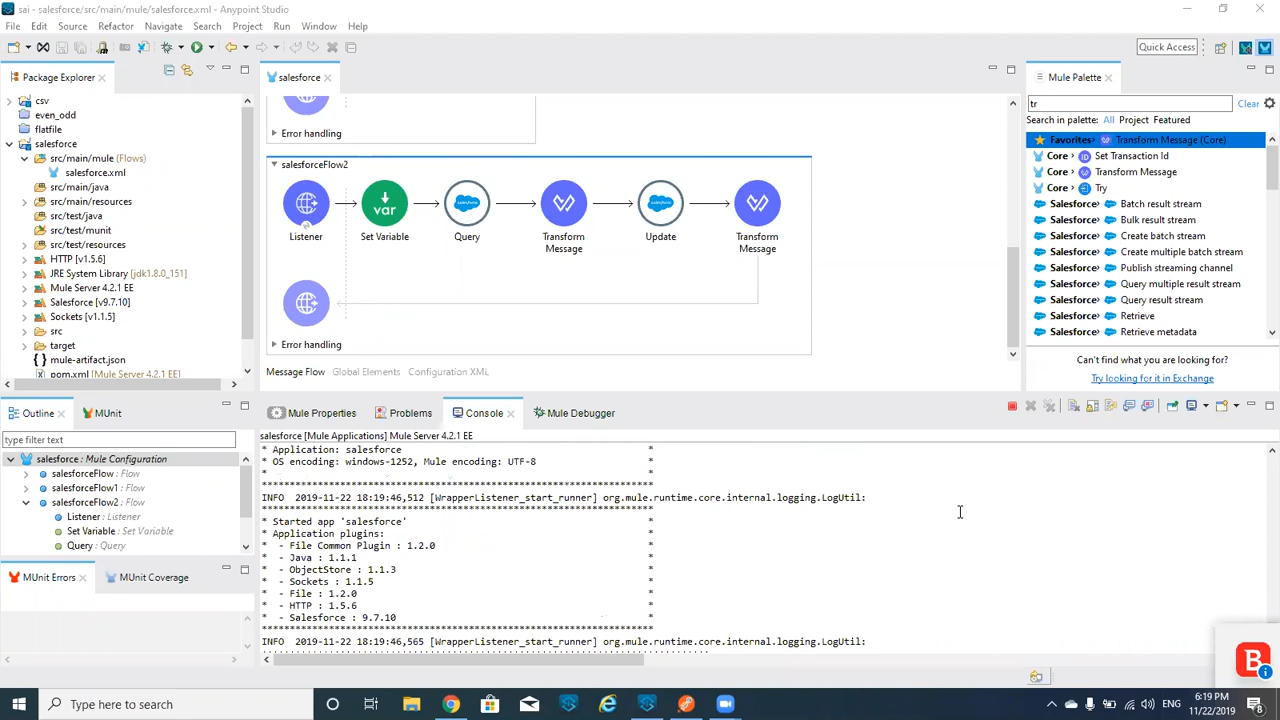 sai - salesforce/src/main/mule/salesforce.xml - Anypoint Studio
File Edit Source Refactor Navigate Search Project Run Window Help
Quick Access
Package Explorer
csv
even_odd
flatfile
salesforce
src/main/mule (Flows)
salesforce.xml
src/main/java
src/main/resources
src/test/java
src/test/munit
src/test/resources
HTTP [v1.5.6]
JRE System Library [jdk1.8.0_151]
Mule Server 4.2.1 EE
Salesforce [v9.7.10]
Sockets [v1.1.5]
src
target
mule-artifact.json
pom.xml [Mule Server 4.2.1 EE]
salesforce
Error handling
salesforceFlow2
Listener
var
Set Variable
salesforce
Query
Transform
Message
salesforce
Update
Transform
Message
Error handling
Message Flow Global Elements Configuration XML
Mule Palette
tr
Clear
Search in palette: All Project Featured
Favorites> Transform Message (Core)
Core> Set Transaction Id
Core> Transform Message
Core> Try
Salesforce> Batch result stream
Salesforce> Bulk result stream
Salesforce> Create batch stream
Salesforce> Create multiple batch stream
Salesforce> Publish streaming channel
Salesforce> Query multiple result stream
Salesforce> Query result stream
Salesforce> Retrieve
Salesforce> Retrieve metadata
Can't find what you are looking for?
Try looking for it in Exchange
Outline MUnit
type filter text
salesforce : Mule Configuration
salesforceFlow : Flow
salesforceFlow1 : Flow
salesforceFlow2 : Flow
Listener : Listener
Set Variable : Set Variable
Query : Query
MUnit Errors MUnit Coverage
Mule Properties Problems Console Mule Debugger
salesforce [Mule Applications] Mule Server 4.2.1 EE
* Application: salesforce *
* OS encoding: windows-1252, Mule encoding: UTF-8 *
* *
**********************************************************************
INFO 2019-11-22 18:19:46,512 [WrapperListener_start_runner] org.mule.runtime.core.internal.logging.LogUtil:
**********************************************************************
* Started app 'salesforce' *
* Application plugins: *
* - File Common Plugin : 1.2.0 *
* - Java : 1.1.1 *
* - ObjectStore : 1.1.3 *
* - Sockets : 1.1.5 *
* - File : 1.2.0 *
* - HTTP : 1.5.6 *
* - Salesforce : 9.7.10 *
**********************************************************************
INFO 2019-11-22 18:19:46,565 [WrapperListener_start_runner] org.mule.runtime.core.internal.logging.LogUtil:
B
Type here to search
ENG
6:19 PM
11/22/2019
8